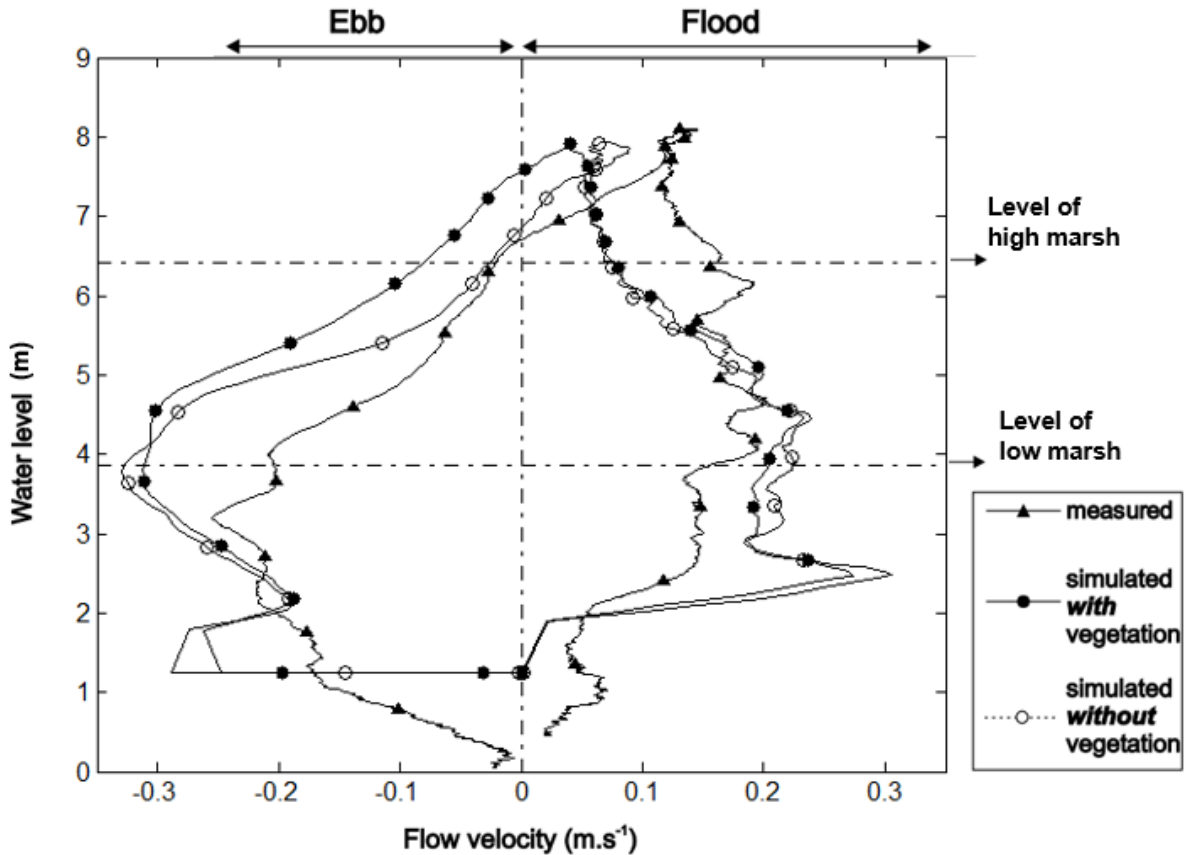 Ebb
Flood
9
8
7
6
5
4
3
2
1
0
Water level (m)
-0.3
-0.2
-0.1
0
0.1
0.2
0.3
Flow velocity (m.s⁻¹)
Level of
high marsh
Level of
low marsh
measured
simulated
with
vegetation
simulated
without
vegetation